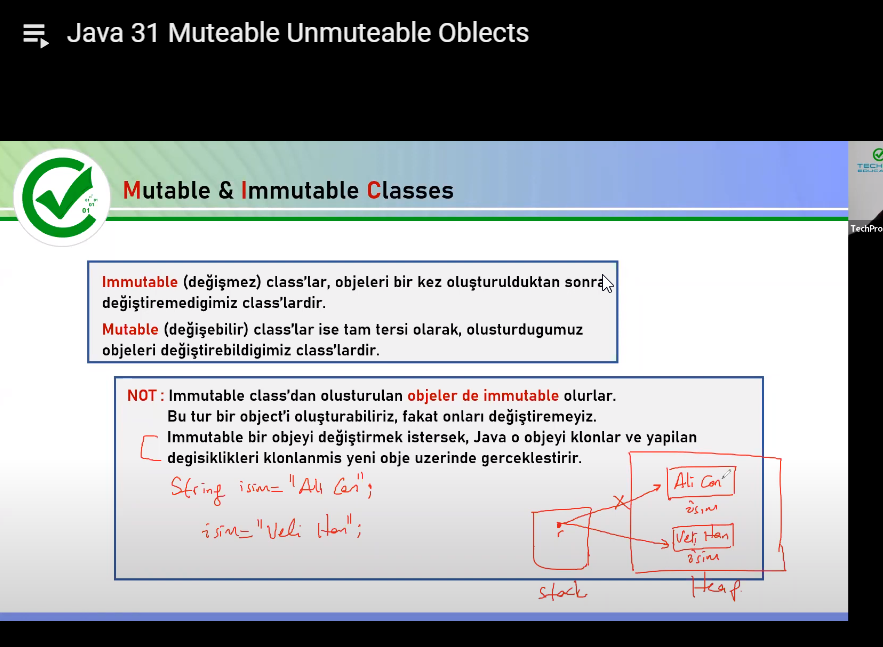 Java 31 Muteable Unmuteable Oblects
Mutable & Immutable Classes
01 01
01
01
TECH
EDUCA
TechPro
Immutable (değişmez) class'lar, objeleri bir kez oluşturulduktan sonra
değiştiremedigimiz class'lardir.
Mutable (değişebilir) class'lar ise tam tersi olarak, olusturdugumuz
objeleri değiştirebildigimiz class'lardir.
NOT : Immutable class'dan olusturulan objeler de immutable olurlar.
Bu tur bir object'i oluşturabiliriz, fakat onları değiştiremeyiz.
Immutable bir objeyi değiştirmek istersek, Java o objeyi klonlar ve yapilan
degisiklikleri klonlanmis yeni obje uzerinde gerceklestirir.
String isim= "Ali Can";
isim= "Veli Han";
Ali Can
isim
r
Veli Han
isim
stack
Heap